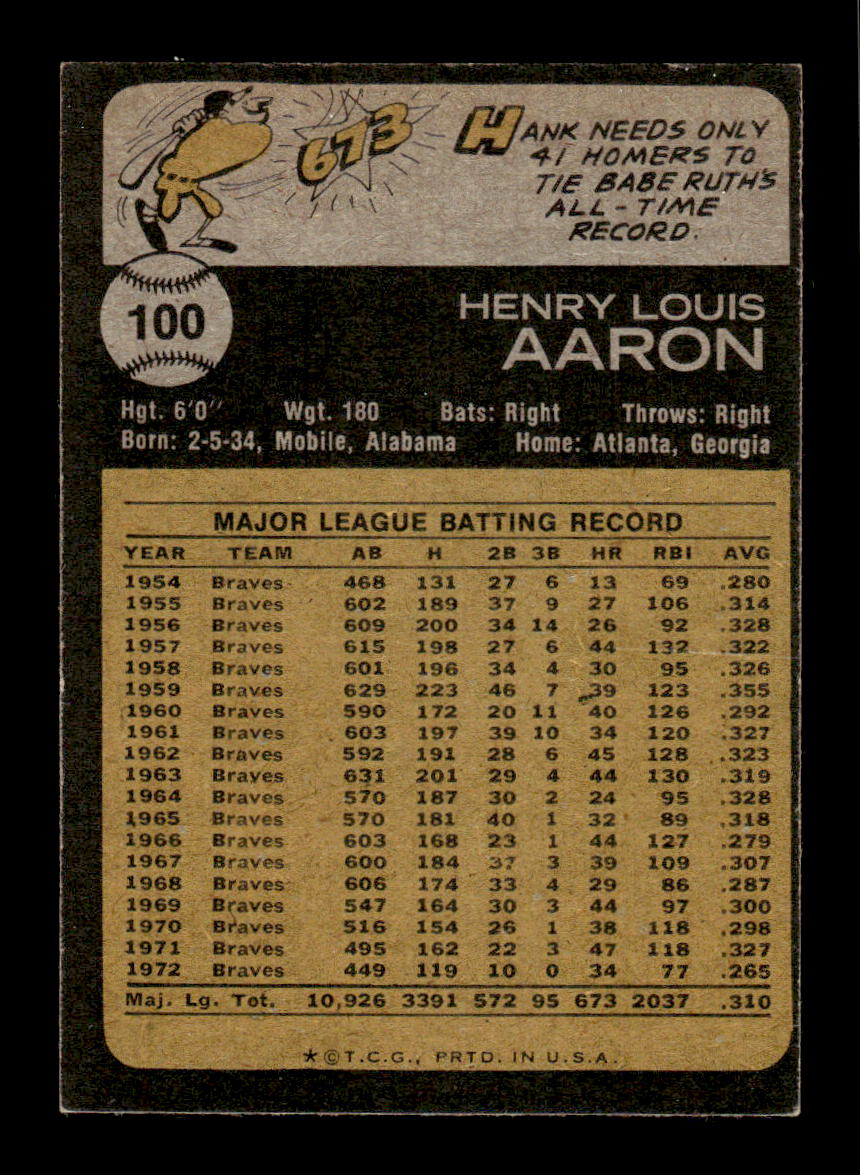 673
HANK NEEDS ONLY
41 HOMERS TO
TIE BABE RUTH'S
ALL-TIME
RECORD.
100
HENRY LOUIS
AARON
Hgt. 6'0" Wgt. 180 Bats: Right Throws: Right
Born: 2-5-34, Mobile, Alabama Home: Atlanta, Georgia
MAJOR LEAGUE BATTING RECORD
YEAR TEAM AB H 2B 3B HR RBI AVG
1954 Braves 468 131 27 6 13 69 .280
1955 Braves 602 189 37 9 27 106 .314
1956 Braves 609 200 34 14 26 92 .328
1957 Braves 615 198 27 6 44 132 .322
1958 Braves 601 196 34 4 30 95 .326
1959 Braves 629 223 46 7 39 123 .355
1960 Braves 590 172 20 11 40 126 .292
1961 Braves 603 197 39 10 34 120 .327
1962 Braves 592 191 28 6 45 128 .323
1963 Braves 631 201 29 4 44 130 .319
1964 Braves 570 187 30 2 24 95 .328
1965 Braves 570 181 40 1 32 89 .318
1966 Braves 603 168 23 1 44 127 .279
1967 Braves 600 184 37 3 39 109 .307
1968 Braves 606 174 33 4 29 86 .287
1969 Braves 547 164 30 3 44 97 .300
1970 Braves 516 154 26 1 38 118 .298
1971 Braves 495 162 22 3 47 118 .327
1972 Braves 449 119 10 0 34 77 .265
Maj. Lg. Tot. 10,926 3391 572 95 673 2037 .310
★©T.C.G., PRTD. IN U.S.A.